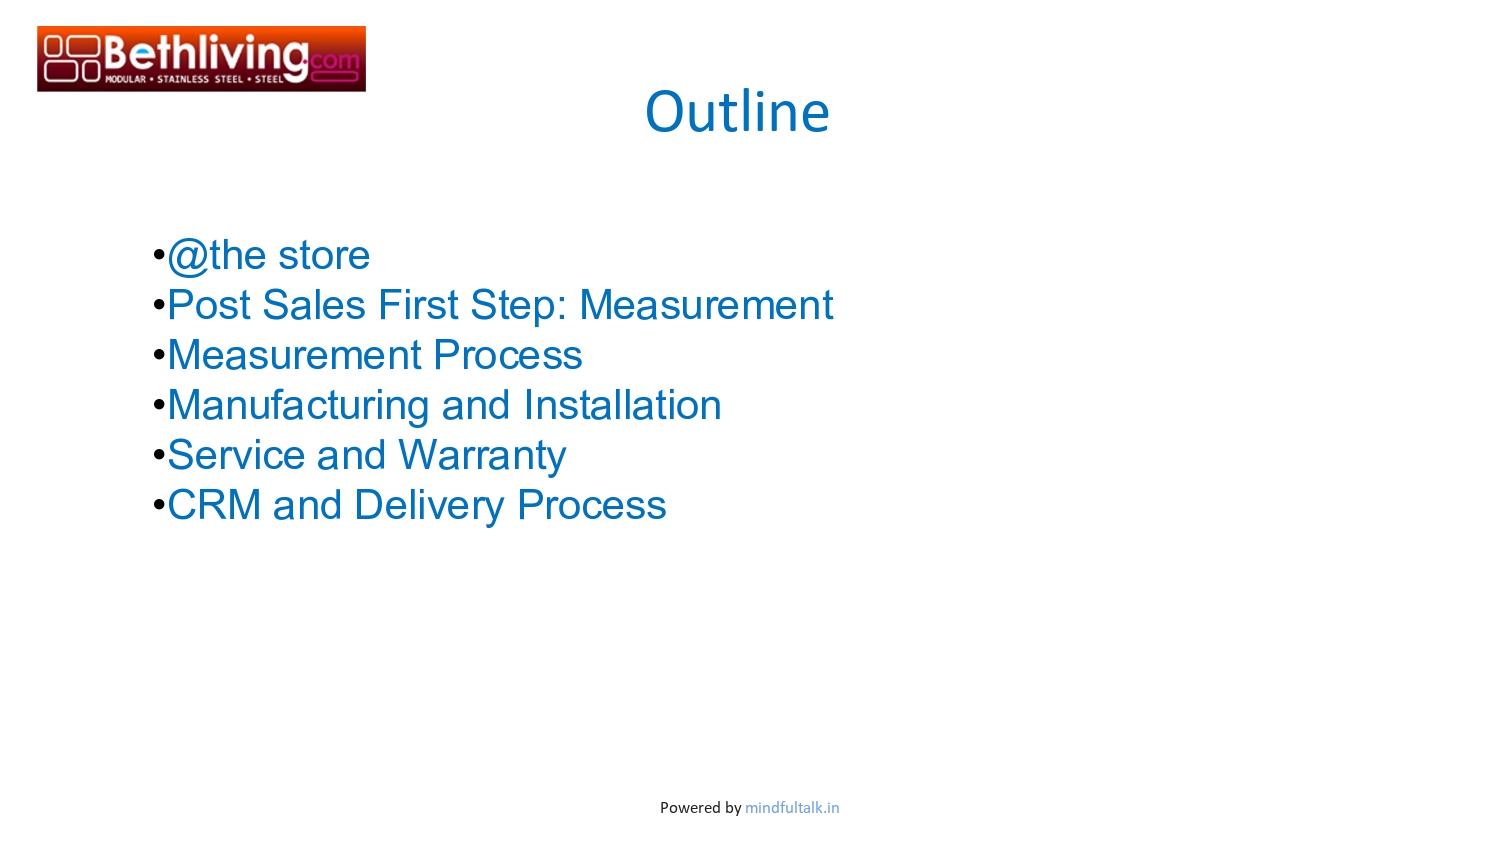 Bethliving.com
MODULAR • STAINLESS STEEL • STEEL
Outline
•@the store
•Post Sales First Step: Measurement
•Measurement Process
•Manufacturing and Installation
•Service and Warranty
•CRM and Delivery Process
Powered by mindfultalk.in